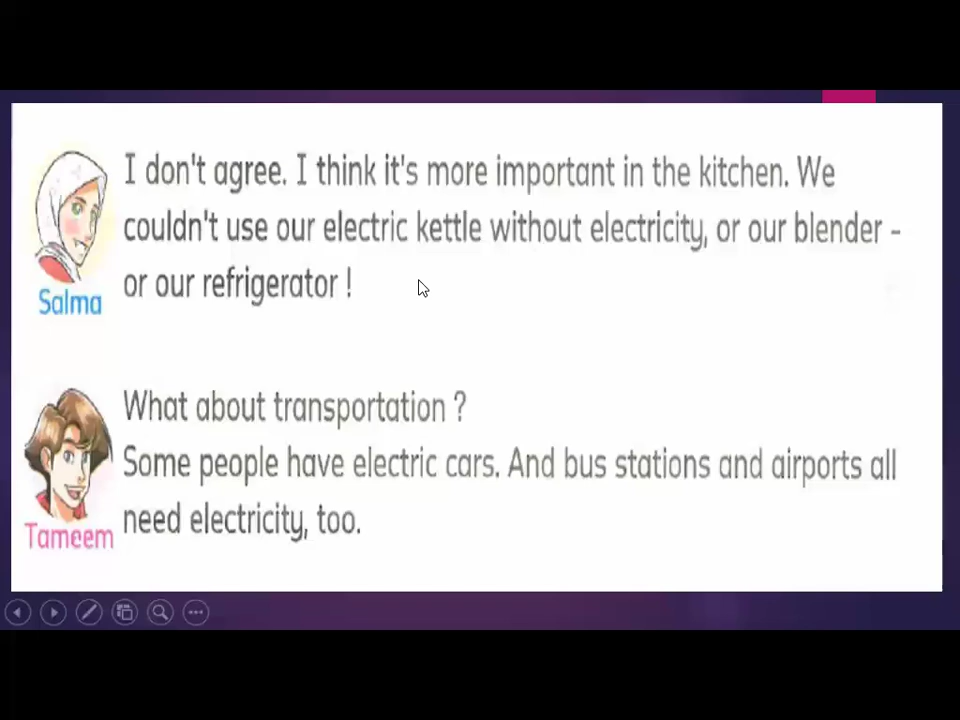 I don't agree. I think it's more important in the kitchen. We
couldn't use our electric kettle without electricity, or our blender -
or our refrigerator !
Salma
What about transportation ?
Some people have electric cars. And bus stations and airports all
need electricity, too.
Tameem